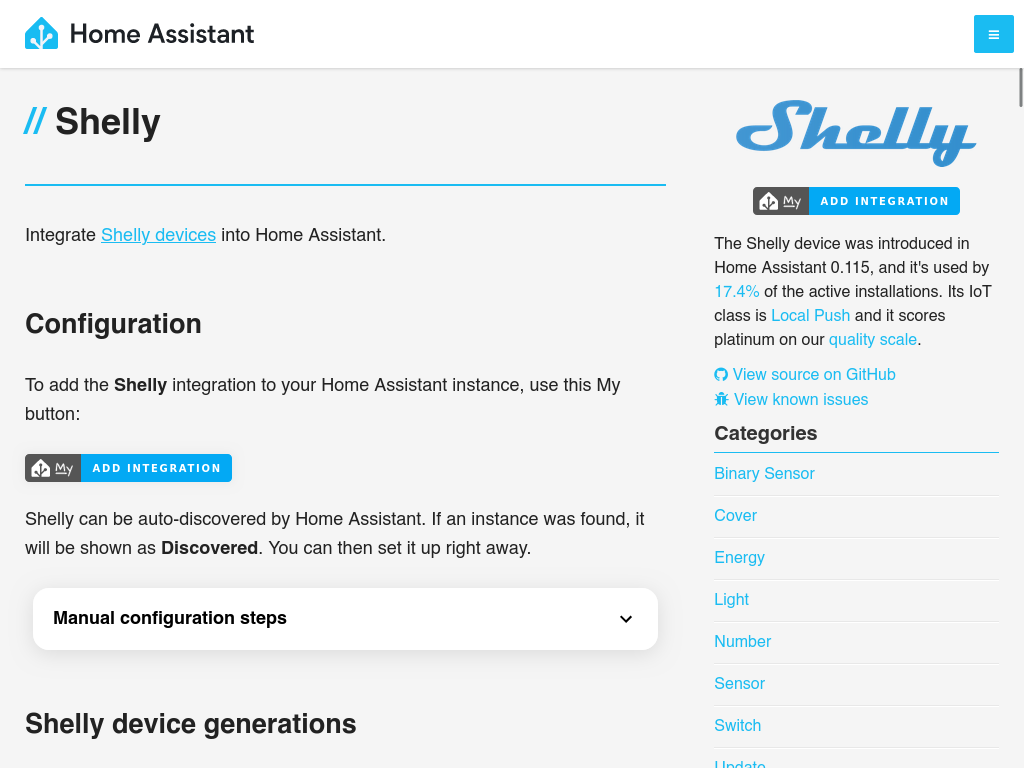 Home Assistant
// Shelly
Integrate Shelly devices into Home Assistant.
Configuration
To add the Shelly integration to your Home Assistant instance, use this My
button:
My ADD INTEGRATION
Shelly can be auto-discovered by Home Assistant. If an instance was found, it
will be shown as Discovered. You can then set it up right away.
Manual configuration steps
Shelly device generations
Shelly
My ADD INTEGRATION
The Shelly device was introduced in
Home Assistant 0.115, and it's used by
17.4% of the active installations. Its IoT
class is Local Push and it scores
platinum on our quality scale.
View source on GitHub
View known issues
Categories
Binary Sensor
Cover
Energy
Light
Number
Sensor
Switch
Update